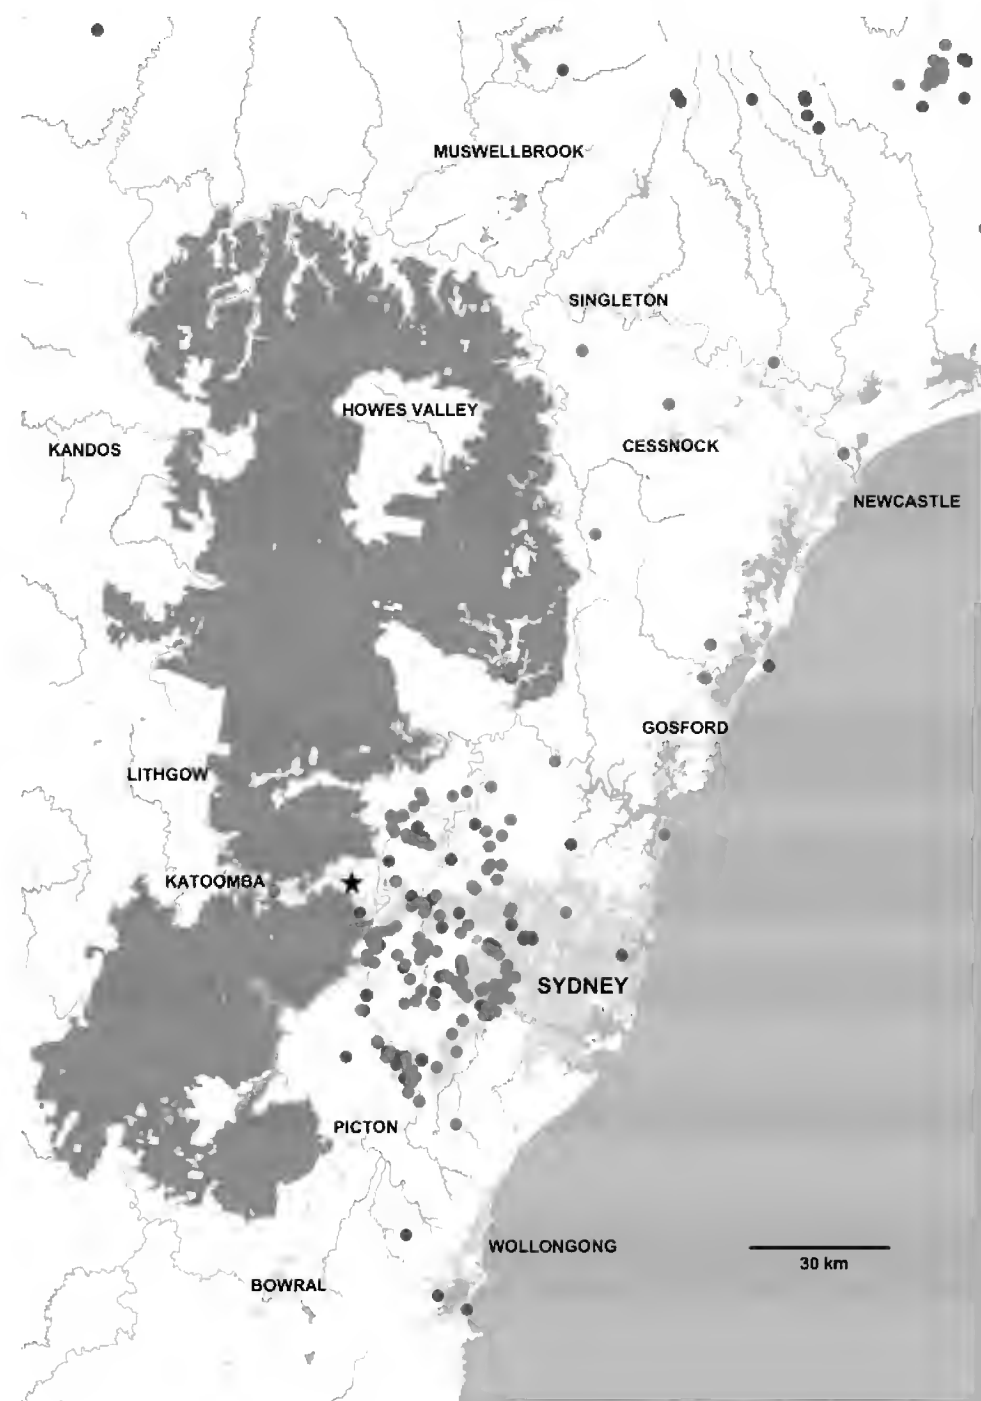 MUSWELLBROOK
SINGLETON
HOWES VALLEY
KANDOS
CESSNOCK
NEWCASTLE
GOSFORD
LITHGOW
KATOOMBA
SYDNEY
PICTON
WOLLONGONG
30 km
BOWRAL